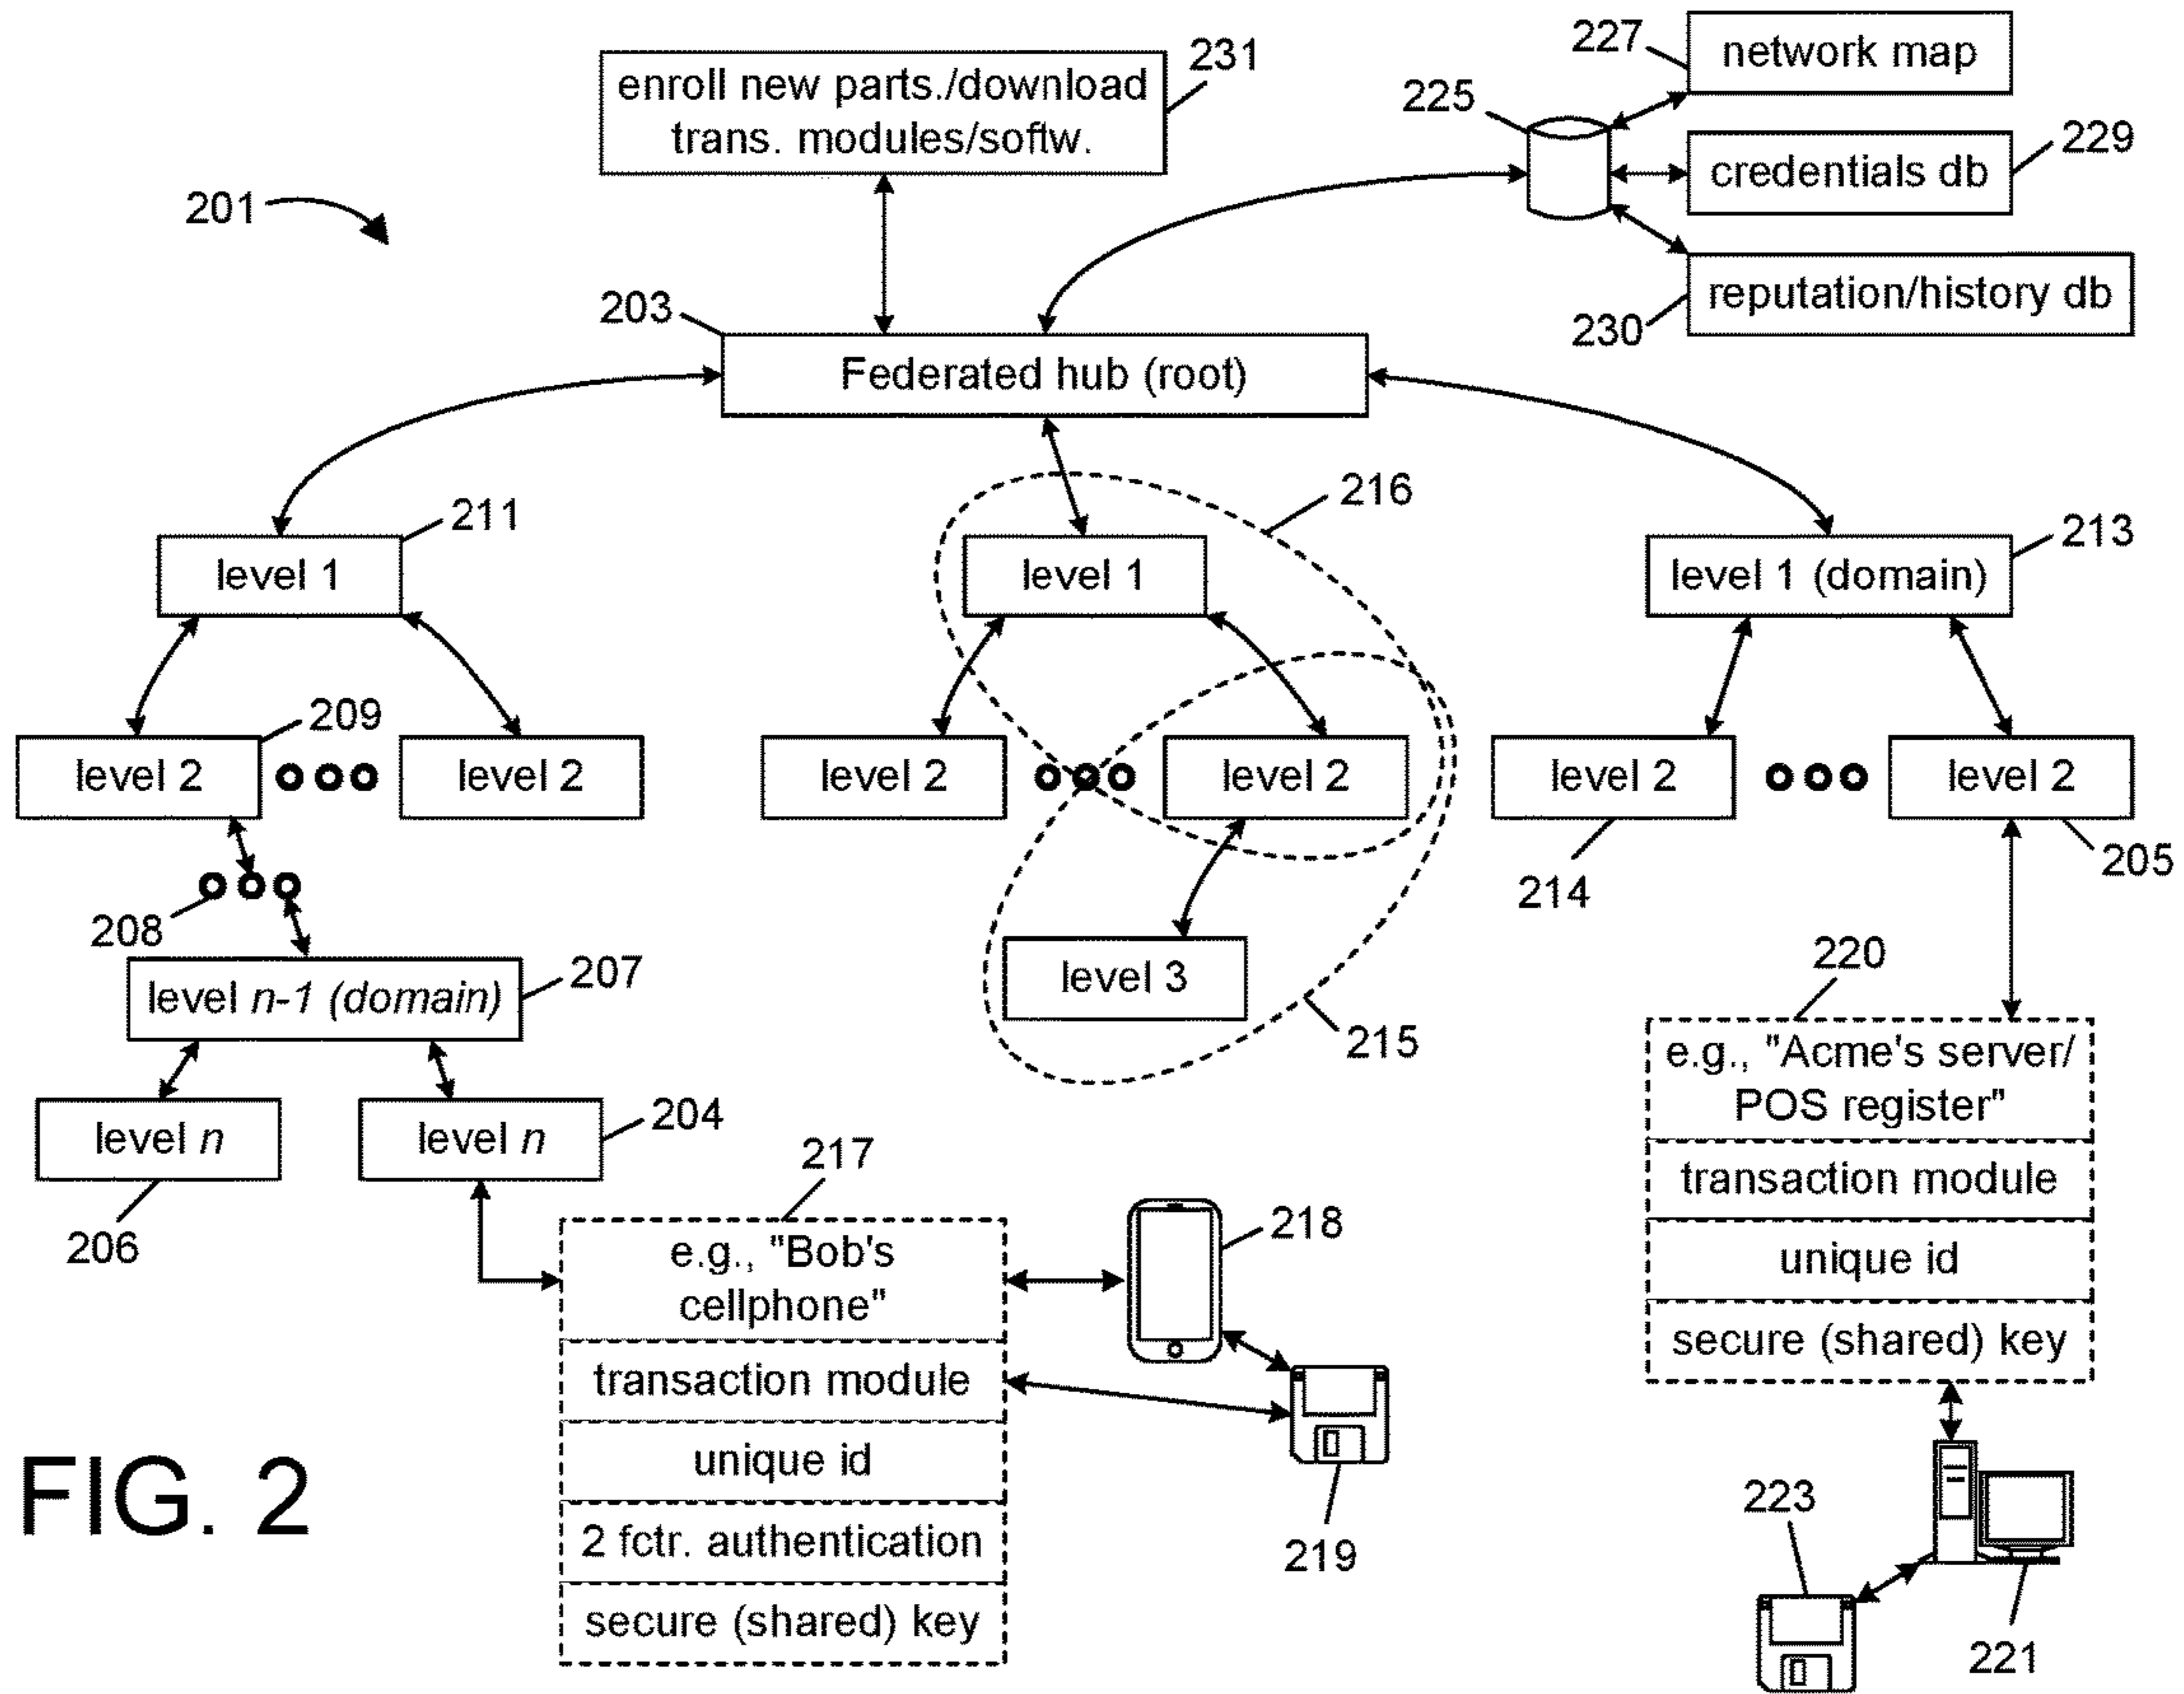 231
227
network map
enroll new parts./download
trans. modules/softw.
225
credentials db
229
201
reputation/history db
230
203
Federated hub (root)
211
216
213
level 1
level 1
level 1 (domain)
209
level 2
level 2
level 2
level 2
level 2
level 2
208
214
205
207
level n-1 (domain)
level 3
215
220
e.g., "Acme's server/
POS register"
transaction module
unique id
secure (shared) key
level n
level n
204
206
217
e.g., "Bob's
cellphone"
transaction module
unique id
2 fctr. authentication
secure (shared) key
218
219
223
221
FIG. 2